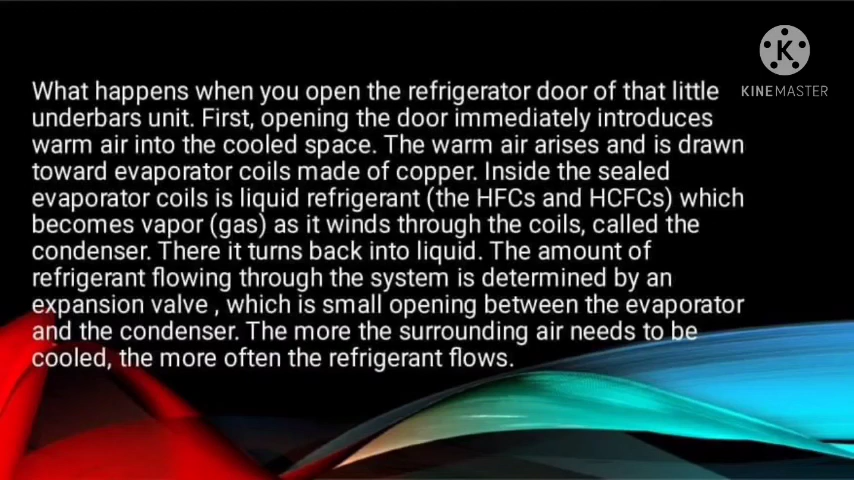 What happens when you open the refrigerator door of that little
underbars unit. First, opening the door immediately introduces
warm air into the cooled space. The warm air arises and is drawn
toward evaporator coils made of copper. Inside the sealed
evaporator coils is liquid refrigerant (the HFCs and HCFCs) which
becomes vapor (gas) as it winds through the coils, called the
condenser. There it turns back into liquid. The amount of
refrigerant flowing through the system is determined by an
expansion valve , which is small opening between the evaporator
and the condenser. The more the surrounding air needs to be
cooled, the more often the refrigerant flows.
K
KINEMASTER